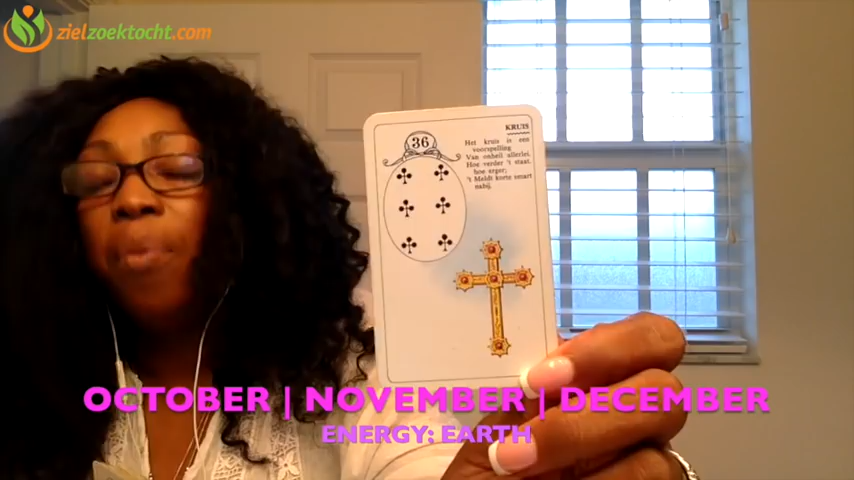 zielzoektocht.com
36
KRUIS
Het kruis is een
voorspelling
Van onheil allerlei.
Hoe verder 't staat,
hoe erger;
't Meldt korte smart
nabij.
OCTOBER | NOVEMBER | DECEMBER
ENERGY: EARTH